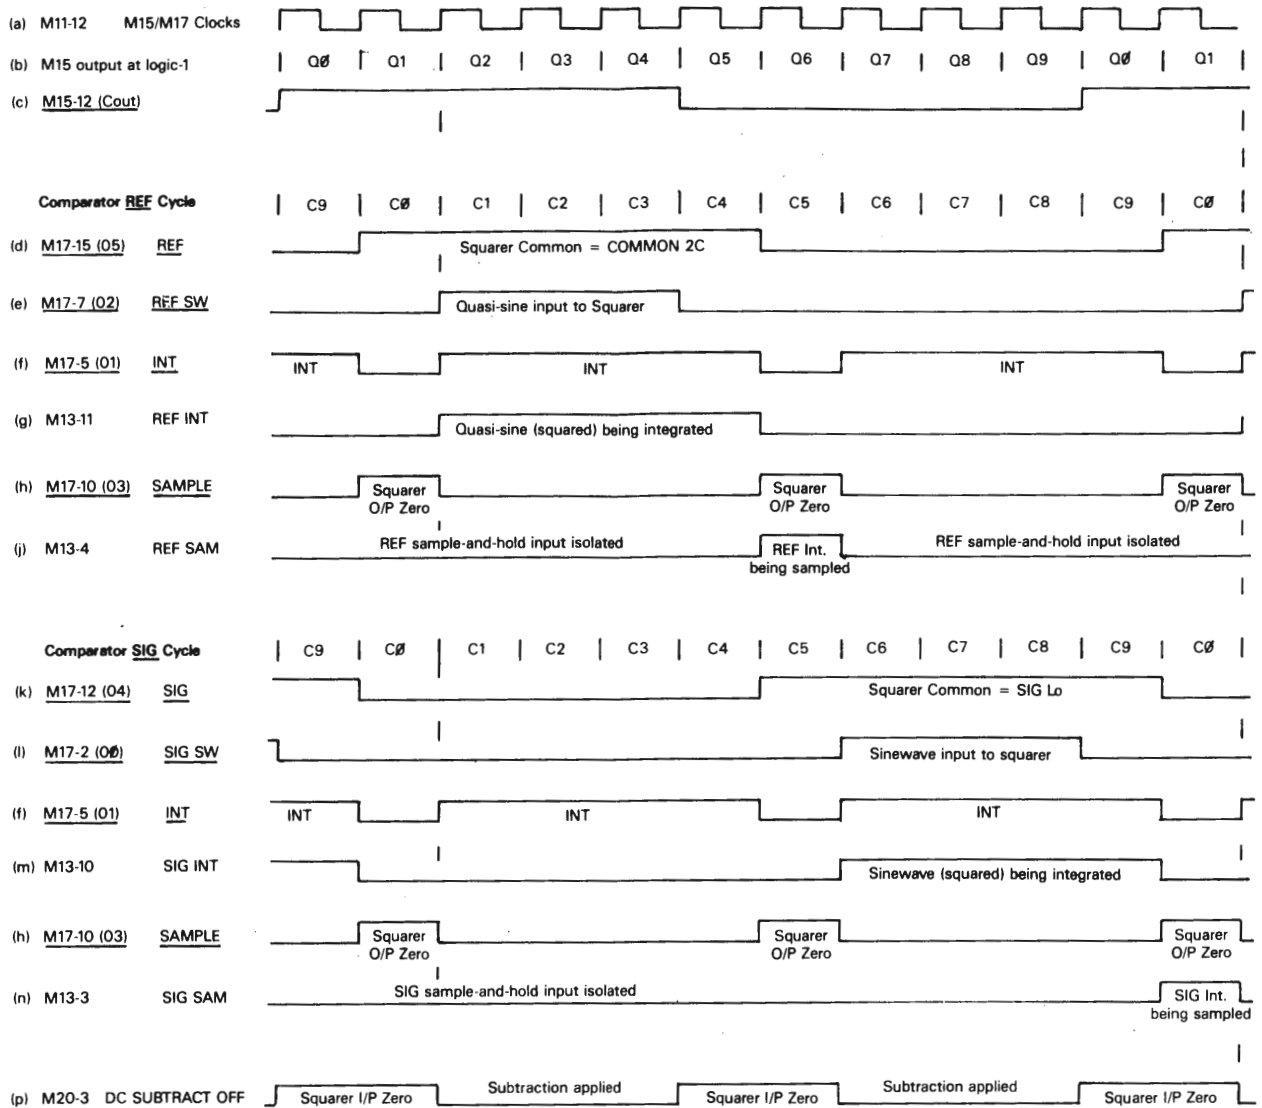 (a) M11-12 M15/M17 Clocks
(b) M15 output at logic-1 | QØ | Q1 | Q2 | Q3 | Q4 | Q5 | Q6 | Q7 | Q8 | Q9 | QØ | Q1 |
(c) M15-12 (Cout)
Comparator REF Cycle | C9 | CØ | C1 | C2 | C3 | C4 | C5 | C6 | C7 | C8 | C9 | CØ |
(d) M17-15 (05) REF Squarer Common = COMMON 2C
(e) M17-7 (02) REF SW Quasi-sine input to Squarer
(f) M17-5 (01) INT INT INT INT
(g) M13-11 REF INT Quasi-sine (squared) being integrated
(h) M17-10 (03) SAMPLE Squarer Squarer Squarer
O/P Zero O/P Zero O/P Zero
(j) M13-4 REF SAM REF sample-and-hold input isolated REF Int. REF sample-and-hold input isolated
being sampled
Comparator SIG Cycle | C9 | CØ | C1 | C2 | C3 | C4 | C5 | C6 | C7 | C8 | C9 | CØ |
(k) M17-12 (04) SIG Squarer Common = SIG Lo
(l) M17-2 (0Ø) SIG SW Sinewave input to squarer
(f) M17-5 (01) INT INT INT INT
(m) M13-10 SIG INT Sinewave (squared) being integrated
(h) M17-10 (03) SAMPLE Squarer Squarer Squarer
O/P Zero O/P Zero O/P Zero
(n) M13-3 SIG SAM SIG sample-and-hold input isolated SIG Int.
being sampled
(p) M20-3 DC SUBTRACT OFF Squarer I/P Zero Subtraction applied Squarer I/P Zero Subtraction applied Squarer I/P Zero